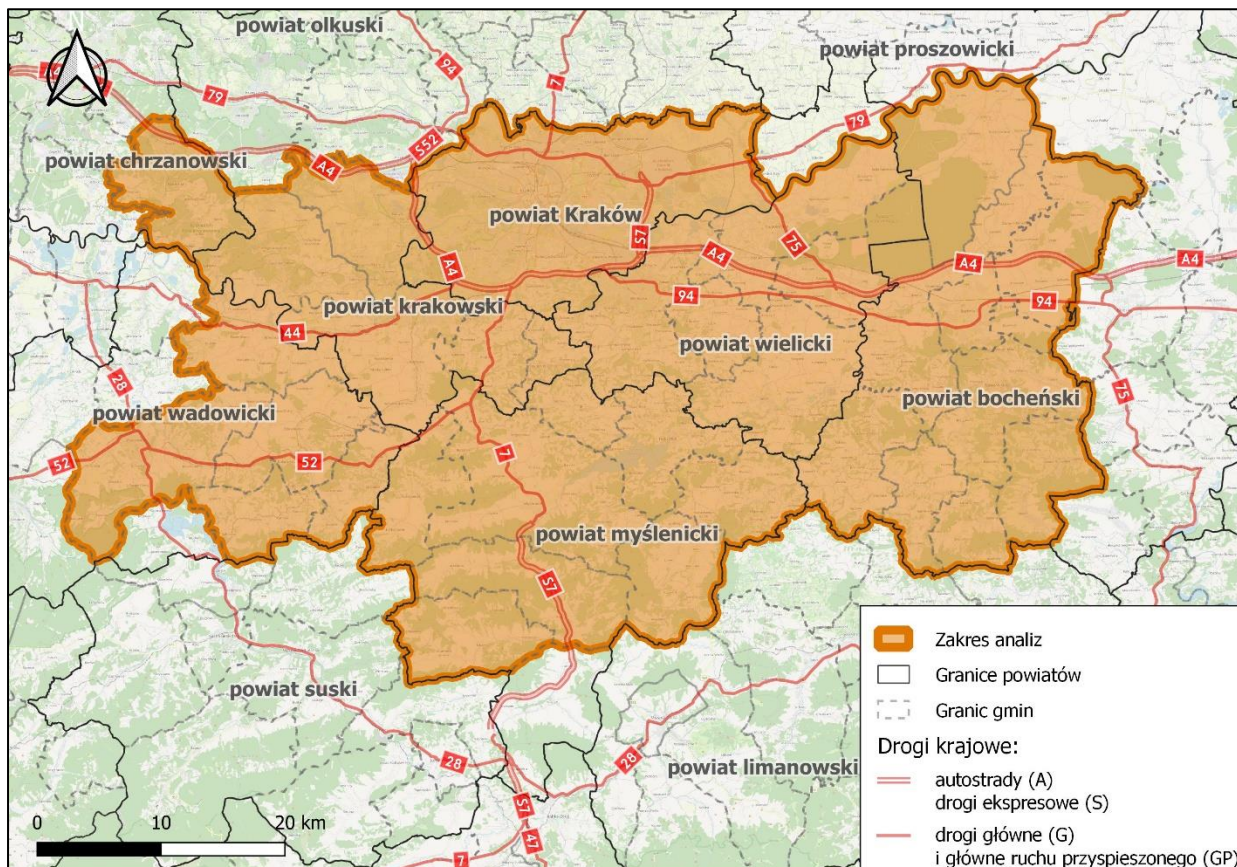 powiat olkuski
powiat proszowicki
94
7
79
79
S52
powiat chrzanowski
A4
powiat Kraków
S7
75
A4
A4
A4
A4
94
94
powiat krakowski
44
powiat wielicki
28
powiat wadowicki
powiat bocheński
75
52
52
7
powiat myślenicki
S7
powiat suski
28
28
powiat limanowski
S7
47
7
0 10 20 km
Zakres analiz
Granice powiatów
Granic gmin
Drogi krajowe:
autostrady (A)
drogi ekspresowe (S)
drogi główne (G)
i główne ruchu przyspieszonego (GP)